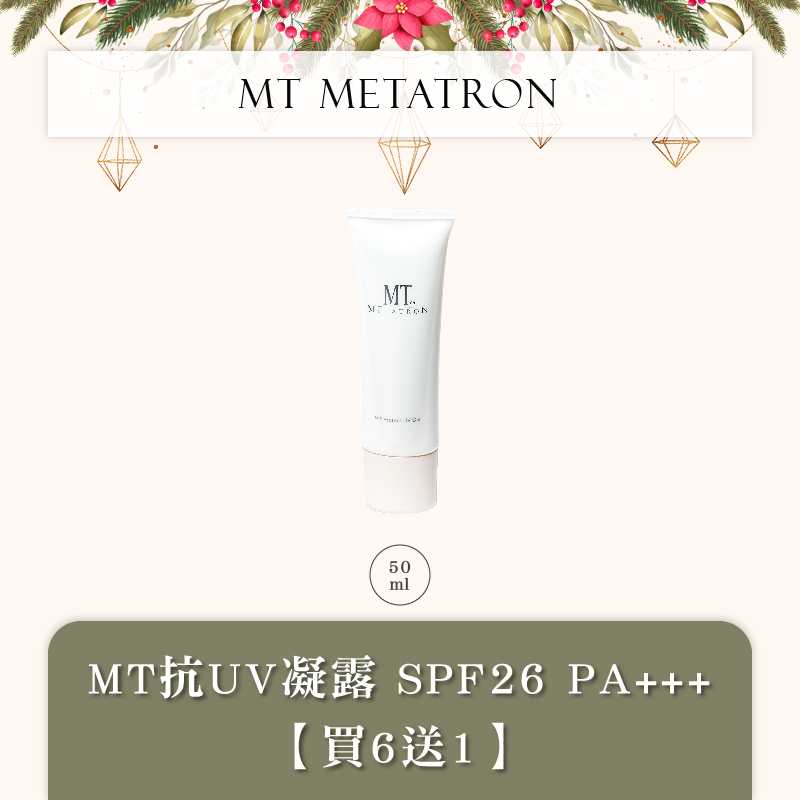 MT METATRON
MT
METATRON
50
ml
MT抗UV凝露 SPF26 PA+++
【買6送1】